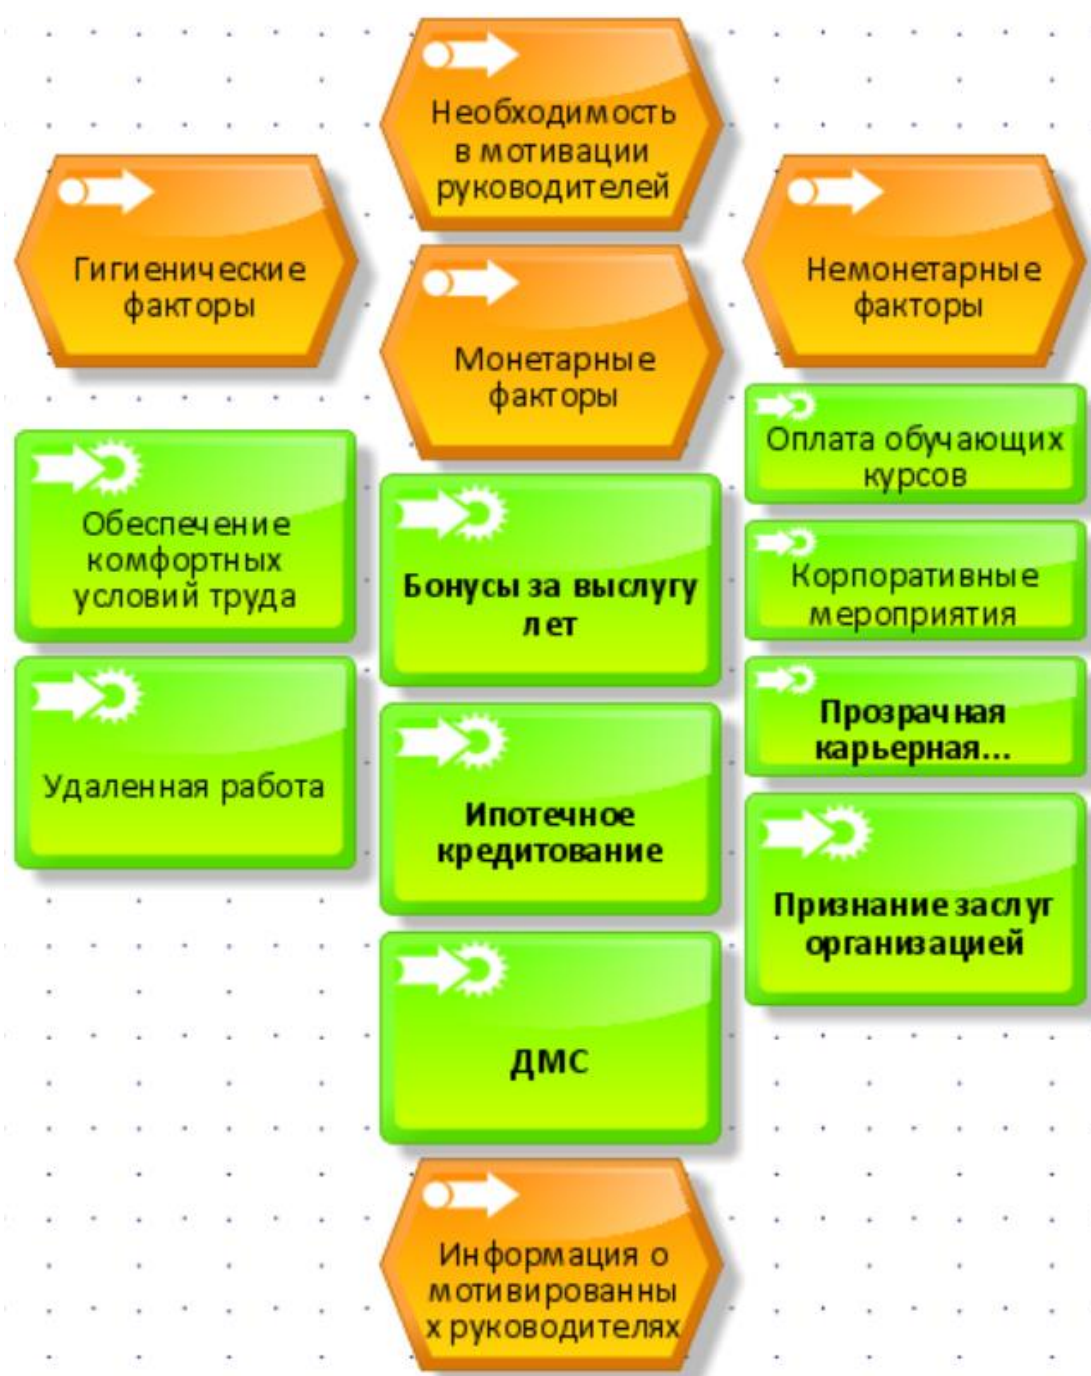 Необходимость
в мотивации
руководителей
Гигиенические
факторы
Монетарные
факторы
Немонетарные
факторы
Обеспечение
комфортных
условий труда
Удаленная работа
Бонусы за выслугу
лет
Ипотечное
кредитование
ДМС
Оплата обучающих
курсов
Корпоративные
мероприятия
Прозрачная
карьерная...
Признание заслуг
организацией
Информация о
мотивированны
х руководителях